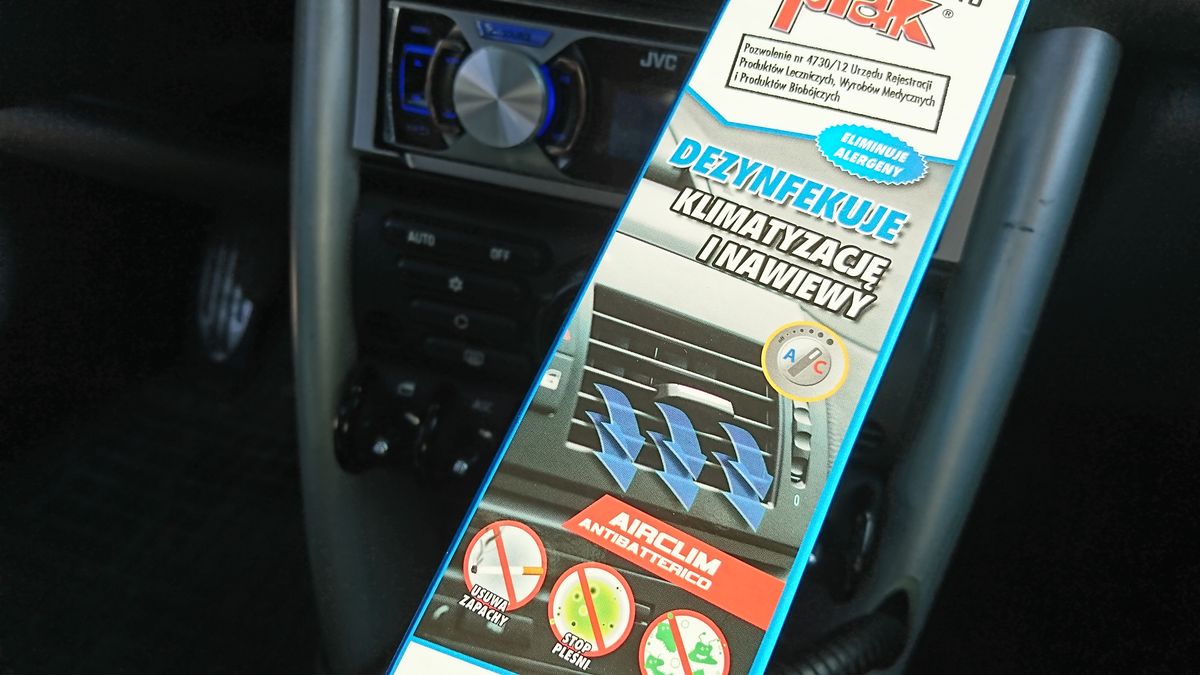 JVC
plak®
Pozwolenie nr 4730/12 Urzędu Rejestracji
Produktów Leczniczych, Wyrobów Medycznych
i Produktów Biobójczych
ELIMINUJE
ALERGENY
DEZYNFEKUJE
KLIMATYZACJĘ
I NAWIEWY
AUTO
OFF
A C
0
AIRCLIM
ANTIBATTERICO
USUWA
ZAPACHY
STOP
PLEŚNI